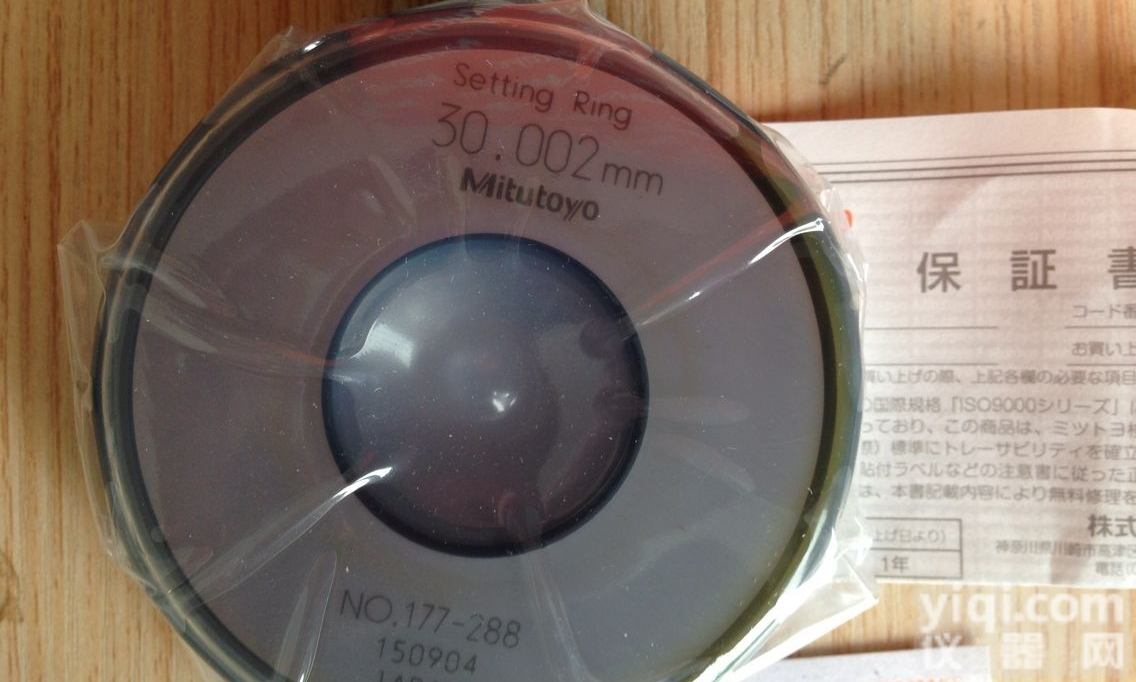 Setting Ring
30.002mm
Mitutoyo
NO.177-288
150904
保証書
コード番
お買い上
買い上げの際、上記各欄の必要な項目
の国際規格「ISO9000シリーズ」に
っており、この商品は、ミツトヨ
標準にトレーサビリティを確立
貼付ラベルなどの注意書に従った正
は、本書記載内容により無料修理を
株式
上げ日より)
神奈川県川崎市高津区
1年
電話(0
yiqi.com
仪器网